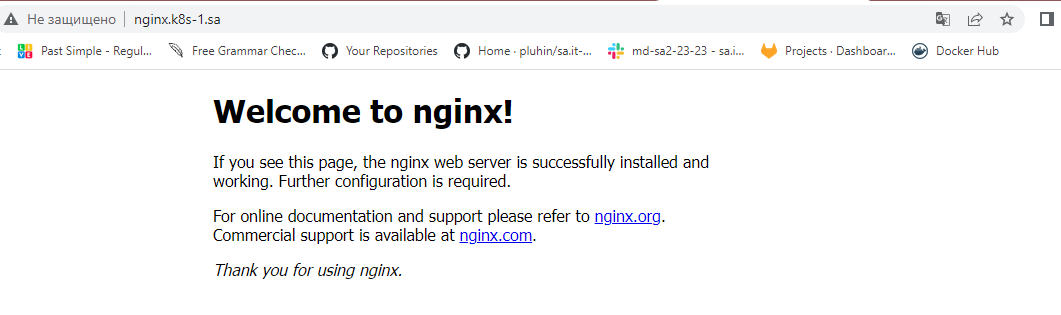 Не защищено nginx.k8s-1.sa
Past Simple - Regul... Free Grammar Chec... Your Repositories Home · pluhin/sa.it-... md-sa2-23-23 - sa.i... Projects · Dashboar... Docker Hub
Welcome to nginx!
If you see this page, the nginx web server is successfully installed and
working. Further configuration is required.
For online documentation and support please refer to nginx.org.
Commercial support is available at nginx.com.
Thank you for using nginx.